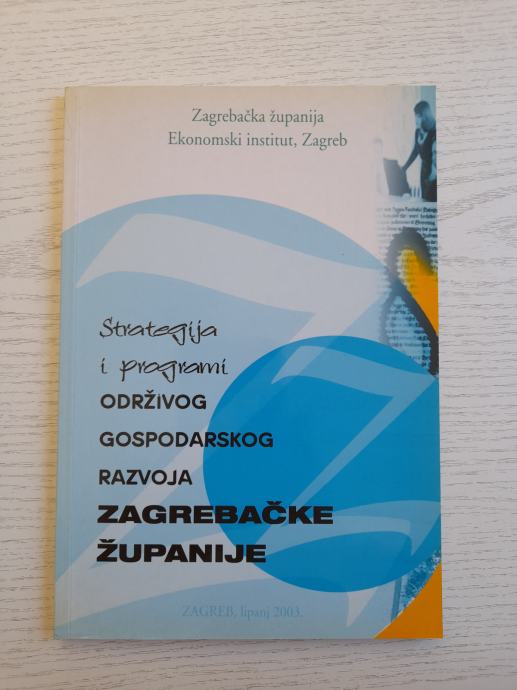 Zagrebačka županija
Ekonomski institut, Zagreb
Strategija
i programi
ODRŽIVOG
GOSPODARSKOG
RAZVOJA
ZAGREBAČKE
ŽUPANIJE
ZAGREB, lipanj 2003.